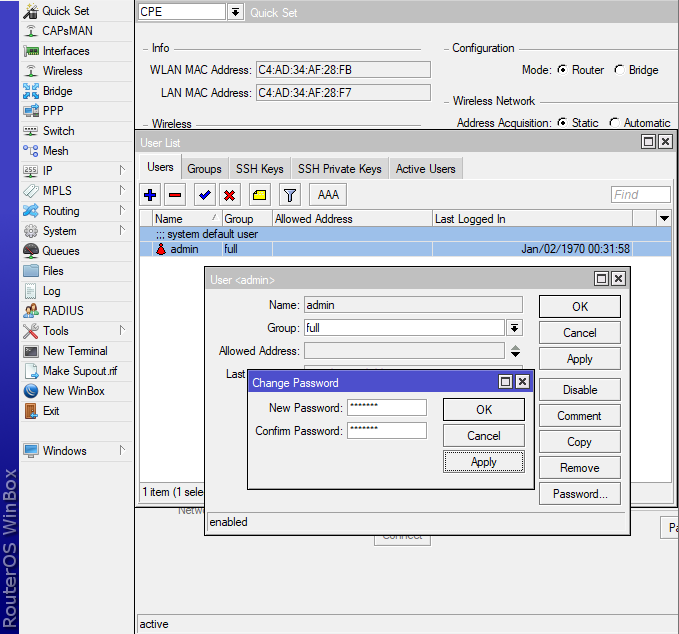 Quick Set
CAPsMAN
Interfaces
Wireless
Bridge
PPP
Switch
Mesh
IP
MPLS
Routing
System
Queues
Files
Log
RADIUS
Tools
New Terminal
Make Supout.rif
New WinBox
Exit
Windows
RouterOS WinBox
CPE Quick Set
Info
WLAN MAC Address: C4:AD:34:AF:28:FB
LAN MAC Address: C4:AD:34:AF:28:F7
Wireless
Configuration
Mode: Router Bridge
Wireless Network
Address Acquisition: Static Automatic
User List
Users Groups SSH Keys SSH Private Keys Active Users
AAA Find
Name Group Allowed Address Last Logged In
::: system default user
admin full Jan/02/1970 00:31:58
1 item (1 sele
User <admin>
Name: admin
Group: full
Allowed Address:
Last
OK
Cancel
Apply
Disable
Comment
Copy
Remove
Password...
enabled
Change Password
New Password: *******
Confirm Password: *******
OK
Cancel
Apply
Netw
Connect
Pa
active